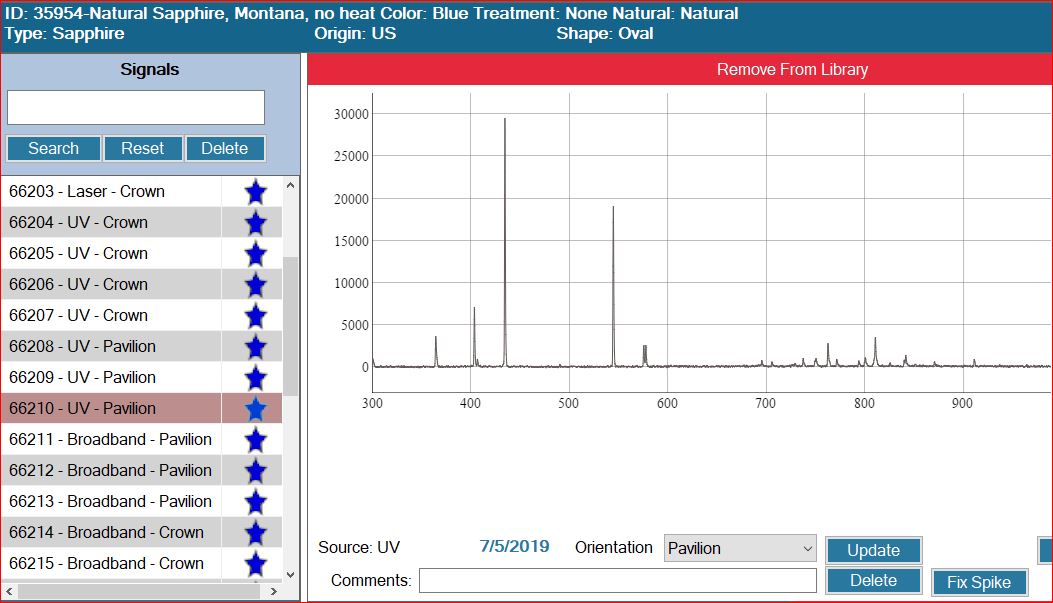 ID: 35954-Natural Sapphire, Montana, no heat Color: Blue Treatment: None Natural: Natural
Type: Sapphire Origin: US Shape: Oval
Signals
Remove From Library
Search Reset Delete
66203 - Laser - Crown
66204 - UV - Crown
66205 - UV - Crown
66206 - UV - Crown
66207 - UV - Crown
66208 - UV - Pavilion
66209 - UV - Pavilion
66210 - UV - Pavilion
66211 - Broadband - Pavilion
66212 - Broadband - Pavilion
66213 - Broadband - Pavilion
66214 - Broadband - Crown
66215 - Broadband - Crown
30000
25000
20000
15000
10000
5000
0
300 400 500 600 700 800 900
Source: UV 7/5/2019 Orientation Pavilion Update
Comments: Delete Fix Spike